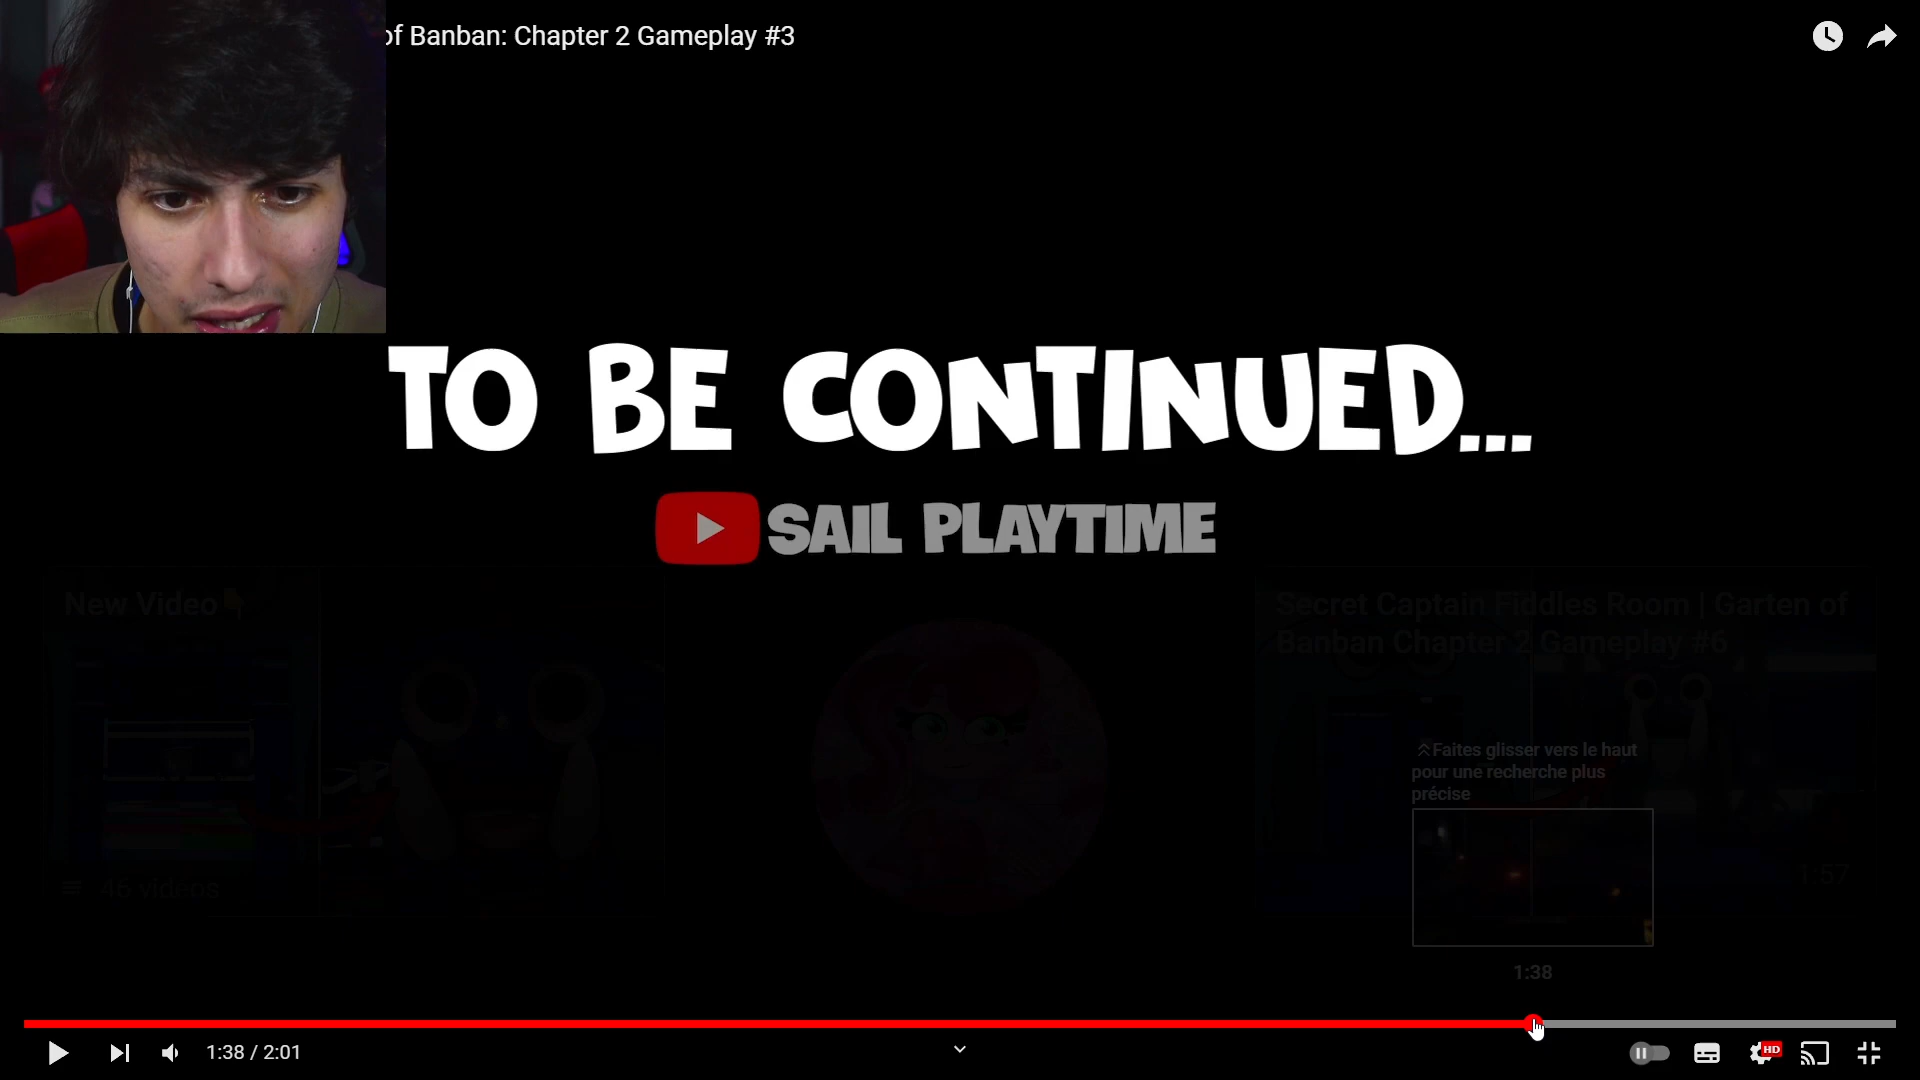 of Banban: Chapter 2 Gameplay #3
TO BE CONTINUED...
SAIL PLAYTIME
New Video
Secret Captain Fiddles Room | Garten of
Banban Chapter 2 Gameplay #6
Faites glisser vers le haut
pour une recherche plus
précise
46 videos
1:57
1:38
1:38 / 2:01
HD